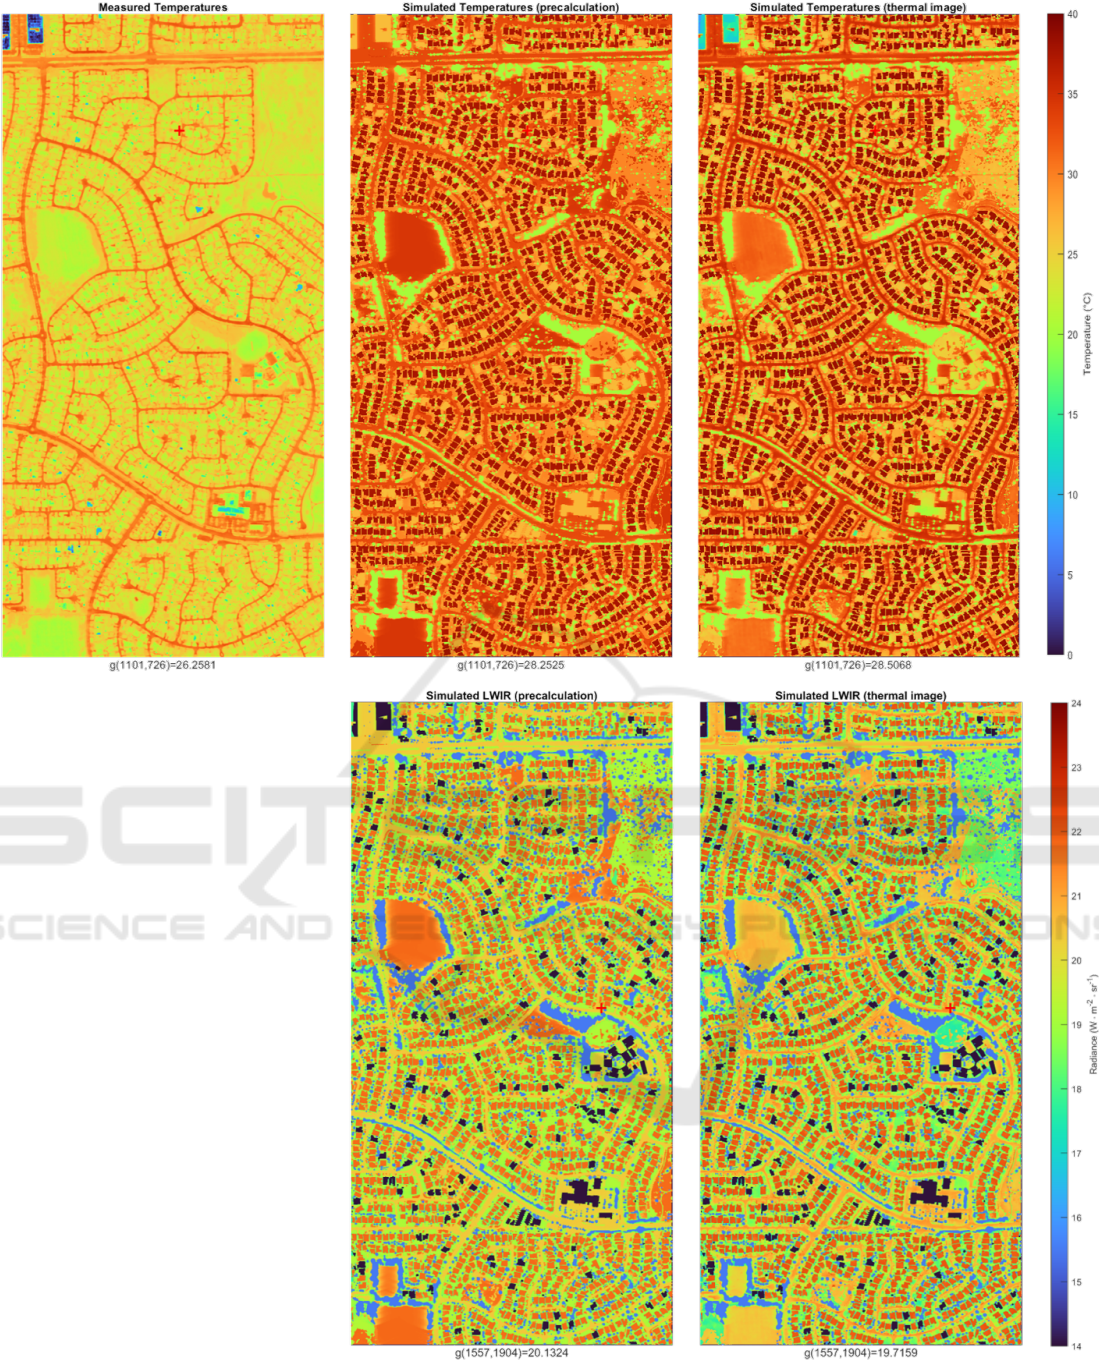 Measured Temperatures
Simulated Temperatures (precalculation)
Simulated Temperatures (thermal image)
40
35
30
25
20
15
10
5
0
Temperature (°C)
g(1101,726)=26.2581
g(1101,726)=28.2525
g(1101,726)=28.5068
Simulated LWIR (precalculation)
Simulated LWIR (thermal image)
24
23
22
21
20
19
18
17
16
15
14
Radiance (W · m⁻² · sr⁻¹)
g(1557,1904)=20.1324
g(1557,1904)=19.7159
SCIENCE AND